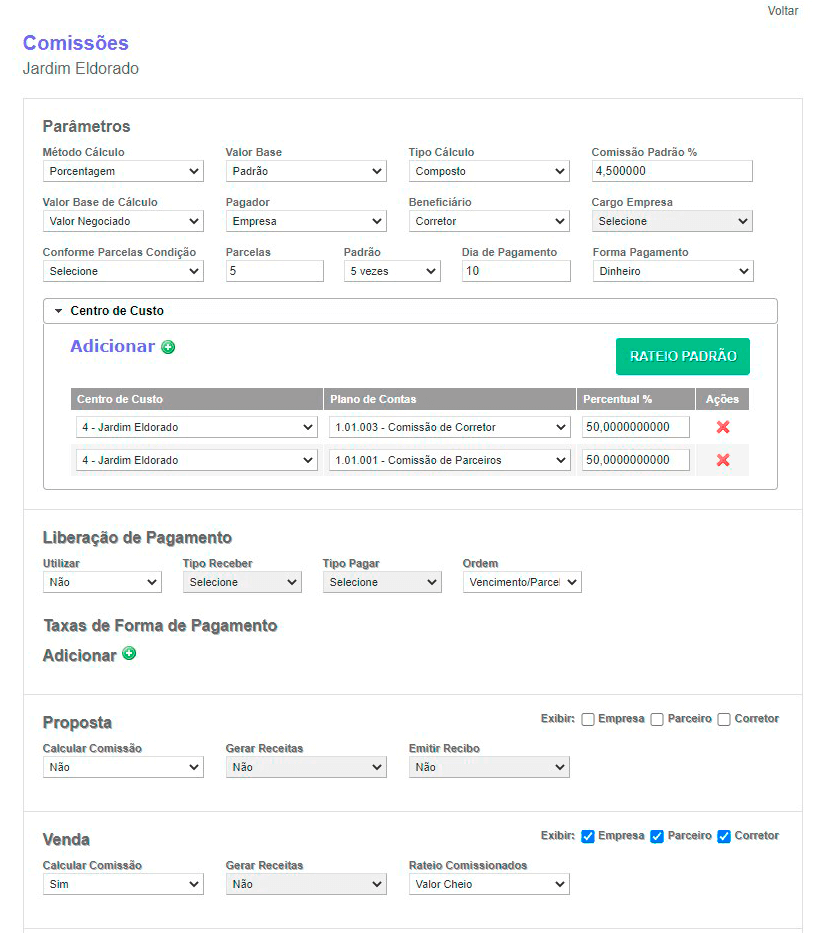 Voltar
Comissões
Jardim Eldorado
Parâmetros
Método Cálculo Valor Base Tipo Cálculo Comissão Padrão %
Porcentagem Padrão Composto 4,500000
Valor Base de Cálculo Pagador Beneficiário Cargo Empresa
Valor Negociado Empresa Corretor Selecione
Conforme Parcelas Condição Parcelas Padrão Dia de Pagamento Forma Pagamento
Selecione 5 5 vezes 10 Dinheiro
Centro de Custo
Adicionar RATEIO PADRÃO
Centro de Custo Plano de Contas Percentual % Ações
4 - Jardim Eldorado 1.01.003 - Comissão de Corretor 50,0000000000
4 - Jardim Eldorado 1.01.001 - Comissão de Parceiros 50,0000000000
Liberação de Pagamento
Utilizar Tipo Receber Tipo Pagar Ordem
Não Selecione Selecione Vencimento/Parcel
Taxas de Forma de Pagamento
Adicionar
Proposta Exibir: Empresa Parceiro Corretor
Calcular Comissão Gerar Receitas Emitir Recibo
Não Não Não
Venda Exibir: Empresa Parceiro Corretor
Calcular Comissão Gerar Receitas Rateio Comissionados
Sim Não Valor Cheio